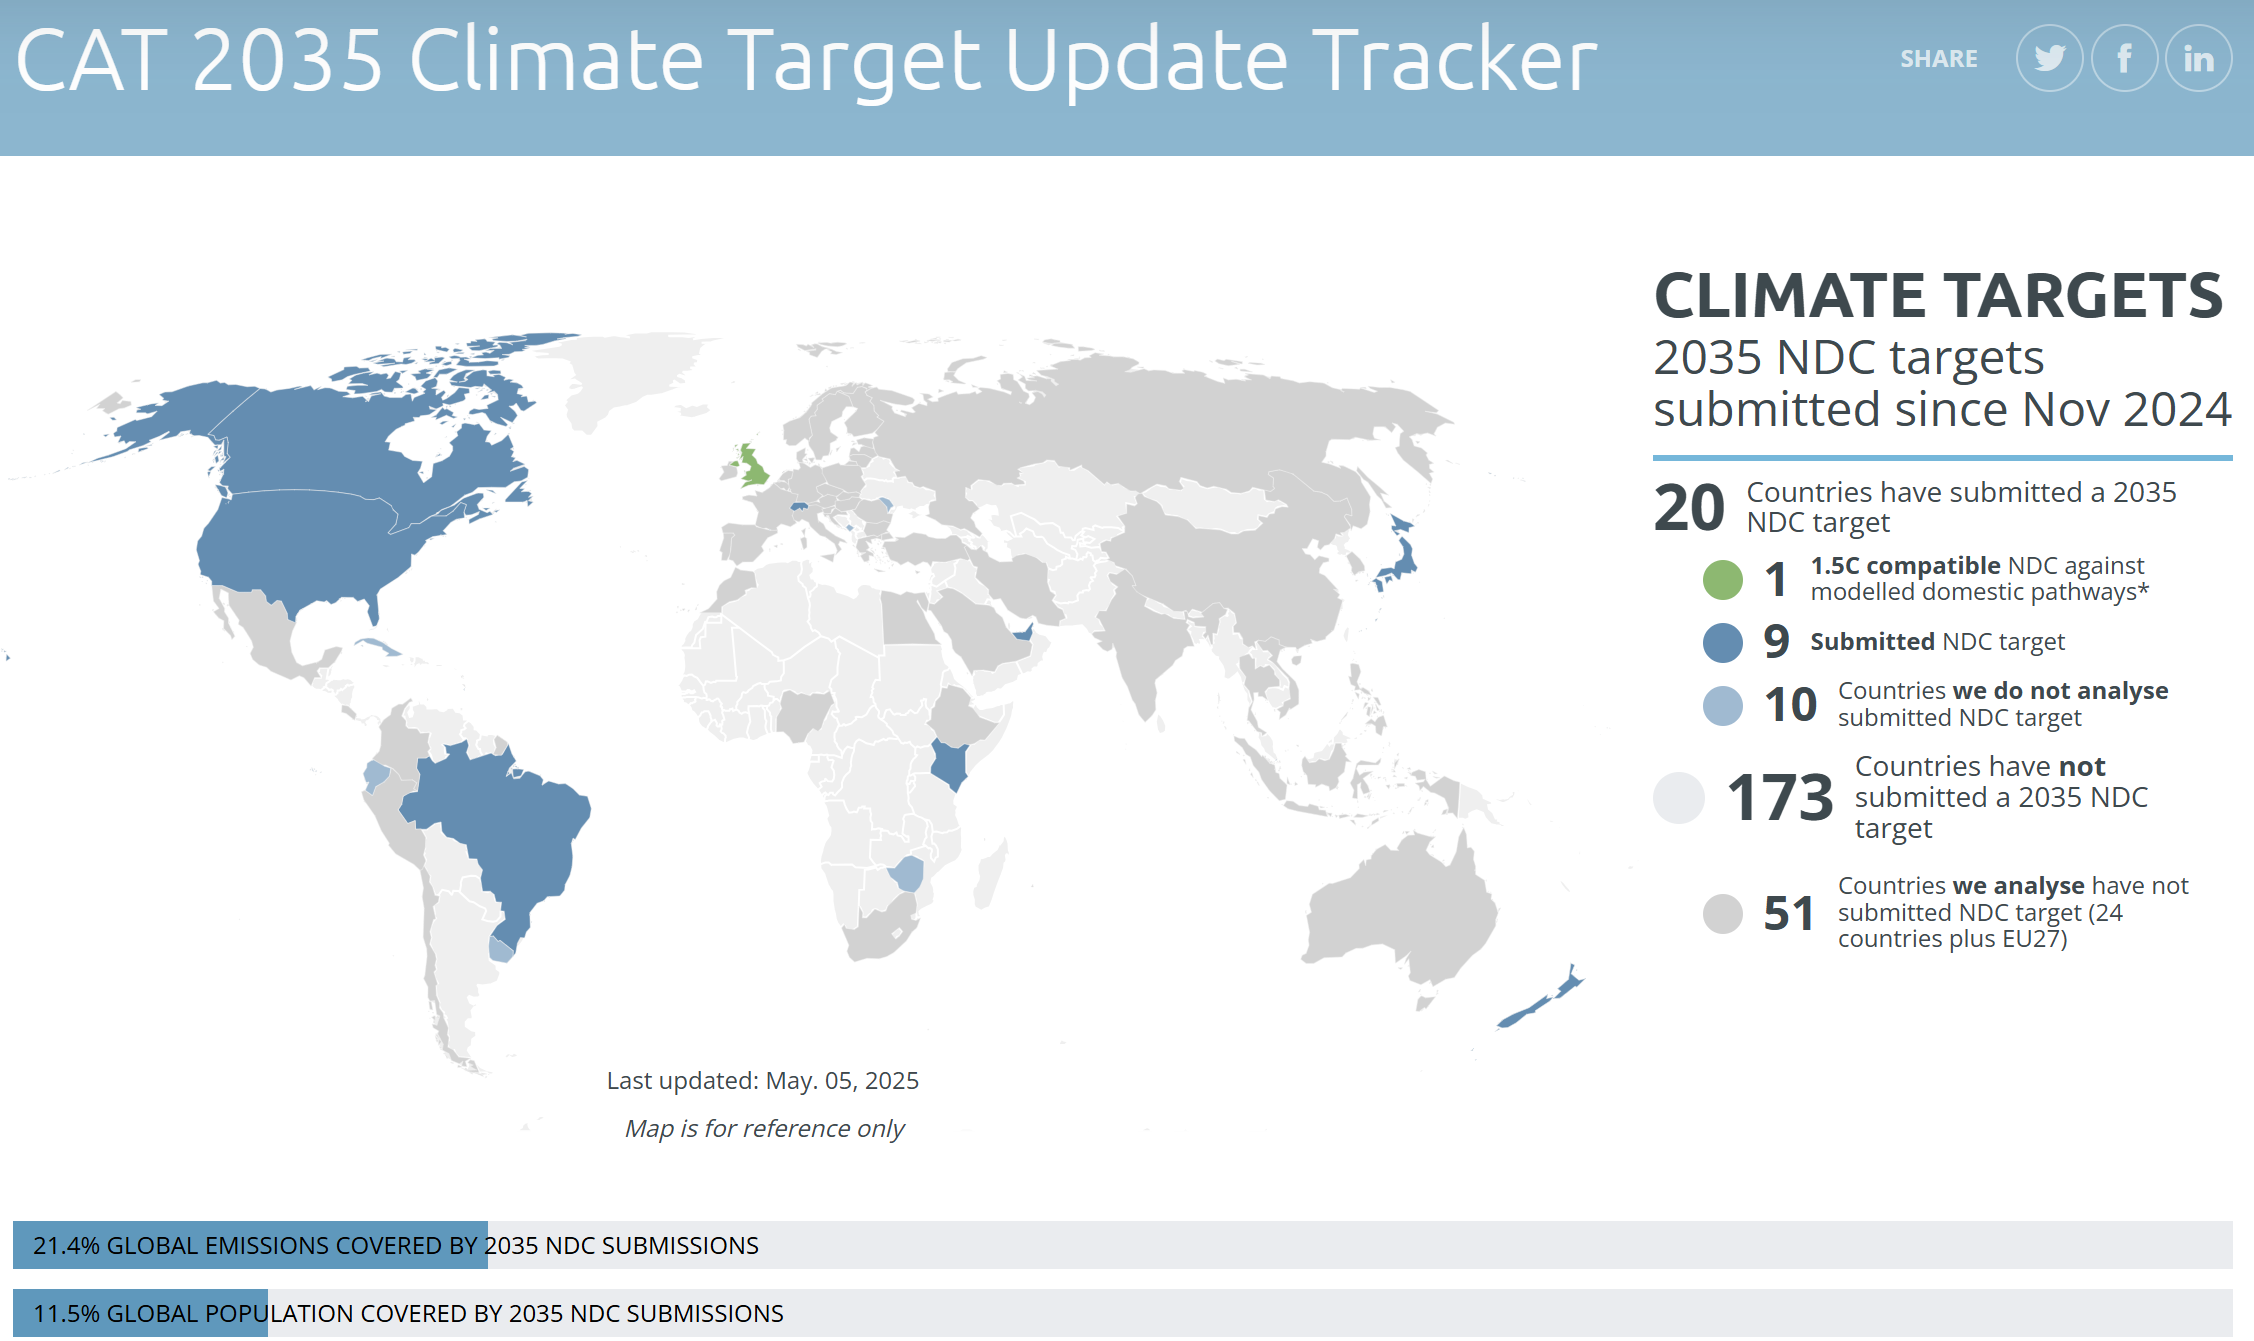 CAT 2035 Climate Target Update Tracker
SHARE
CLIMATE TARGETS
2035 NDC targets
submitted since Nov 2024
20 Countries have submitted a 2035
NDC target
1 1.5C compatible NDC against
modelled domestic pathways*
9 Submitted NDC target
10 Countries we do not analyse
submitted NDC target
173 Countries have not
submitted a 2035 NDC
target
51 Countries we analyse have not
submitted NDC target (24
countries plus EU27)
Last updated: May. 05, 2025
Map is for reference only
21.4% GLOBAL EMISSIONS COVERED BY 2035 NDC SUBMISSIONS
11.5% GLOBAL POPULATION COVERED BY 2035 NDC SUBMISSIONS